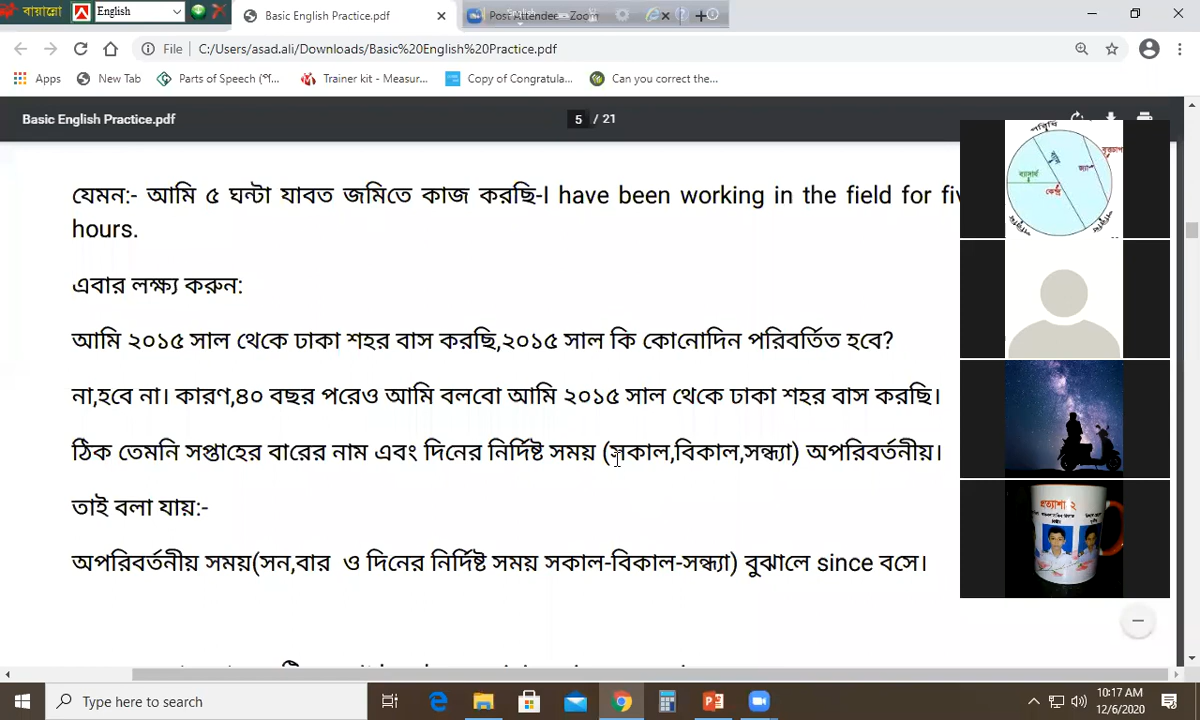 বায়ান্নো English Basic English Practice.pdf Post Attendee - Zoom
File C:/Users/asad.ali/Downloads/Basic%20English%20Practice.pdf
Apps New Tab Parts of Speech (প... Trainer kit - Measur... Copy of Congratula... Can you correct the...
Basic English Practice.pdf 5 / 21
যেমন:- আমি ৫ ঘন্টা যাবত জমিতে কাজ করছি-I have been working in the field for fiv
hours.
এবার লক্ষ্য করুন:
আমি ২০১৫ সাল থেকে ঢাকা শহর বাস করছি,২০১৫ সাল কি কোনোদিন পরিবর্তিত হবে?
না,হবে না। কারণ,৪০ বছর পরেও আমি বলবো আমি ২০১৫ সাল থেকে ঢাকা শহর বাস করছি।
ঠিক তেমনি সপ্তাহের বারের নাম এবং দিনের নির্দিষ্ট সময় (সকাল,বিকাল,সন্ধ্যা) অপরিবর্তনীয়।
তাই বলা যায়:-
অপরিবর্তনীয় সময়(সন,বার ও দিনের নির্দিষ্ট সময় সকাল-বিকাল-সন্ধ্যা) বুঝালে since বসে।
পরিধি
ব্যাসার্ধ
জ্যা
কেন্দ্র
প্রত্যাশা ২
Type here to search
10:17 AM
12/6/2020